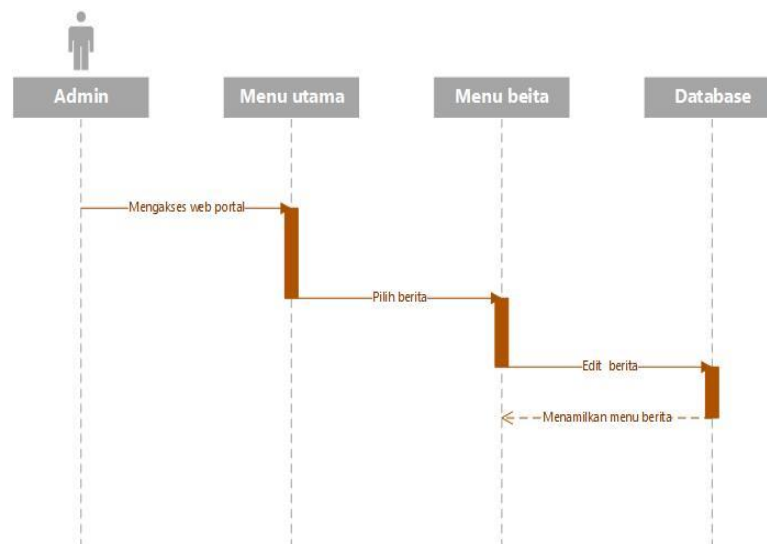 Admin
Menu utama
Menu beita
Database
Mengakses web portal
Pilih berita
Edit berita
Menamilkan menu berita